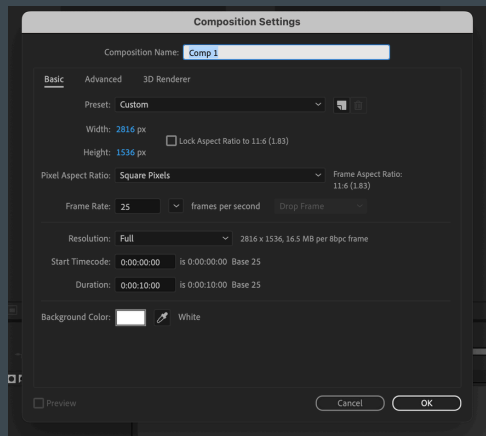 Composition Settings
Composition Name: Comp 1
Basic Advanced 3D Renderer
Preset: Custom
Width: 2816 px
Lock Aspect Ratio to 11:6 (1.83)
Height: 1536 px
Pixel Aspect Ratio: Square Pixels Frame Aspect Ratio:
11:6 (1.83)
Frame Rate: 25 frames per second Drop Frame
Resolution: Full 2816 x 1536, 16.5 MB per 8bpc frame
Start Timecode: 0:00:00:00 is 0:00:00:00 Base 25
Duration: 0:00:10:00 is 0:00:10:00 Base 25
Background Color: White
Preview Cancel OK